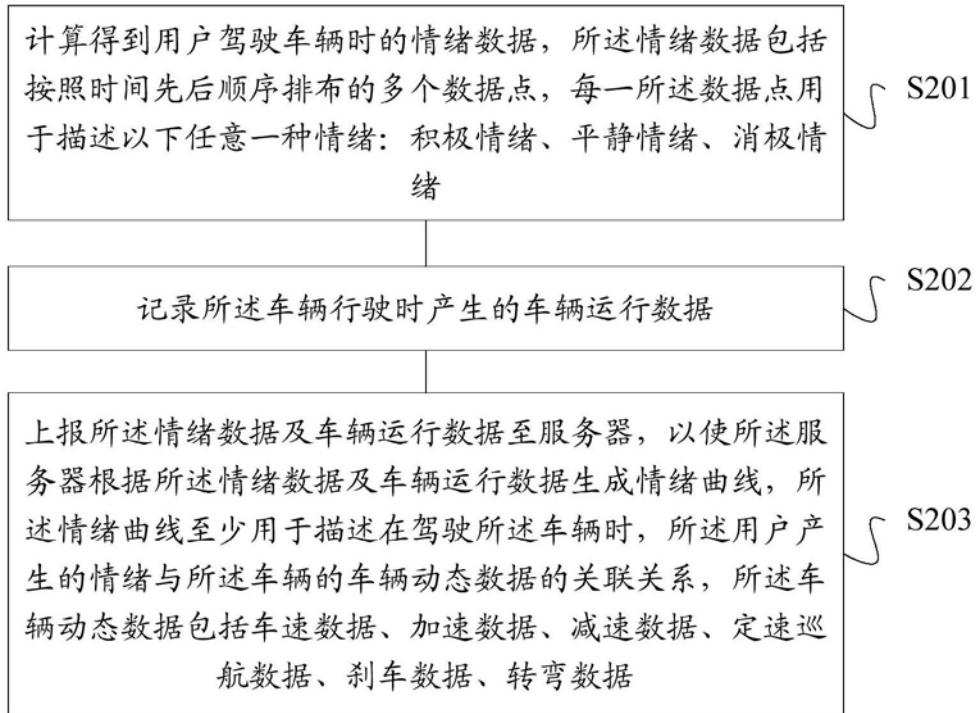 计算得到用户驾驶车辆时的情绪数据，所述情绪数据包括
按照时间先后顺序排布的多个数据点，每一所述数据点用
于描述以下任意一种情绪：积极情绪、平静情绪、消极情
绪
S201
记录所述车辆行驶时产生的车辆运行数据
S202
上报所述情绪数据及车辆运行数据至服务器，以使所述服
务器根据所述情绪数据及车辆运行数据生成情绪曲线，所
述情绪曲线至少用于描述在驾驶所述车辆时，所述用户产
生的情绪与所述车辆的车辆动态数据的关联关系，所述车
辆动态数据包括车速数据、加速数据、减速数据、定速巡
航数据、刹车数据、转弯数据
S203